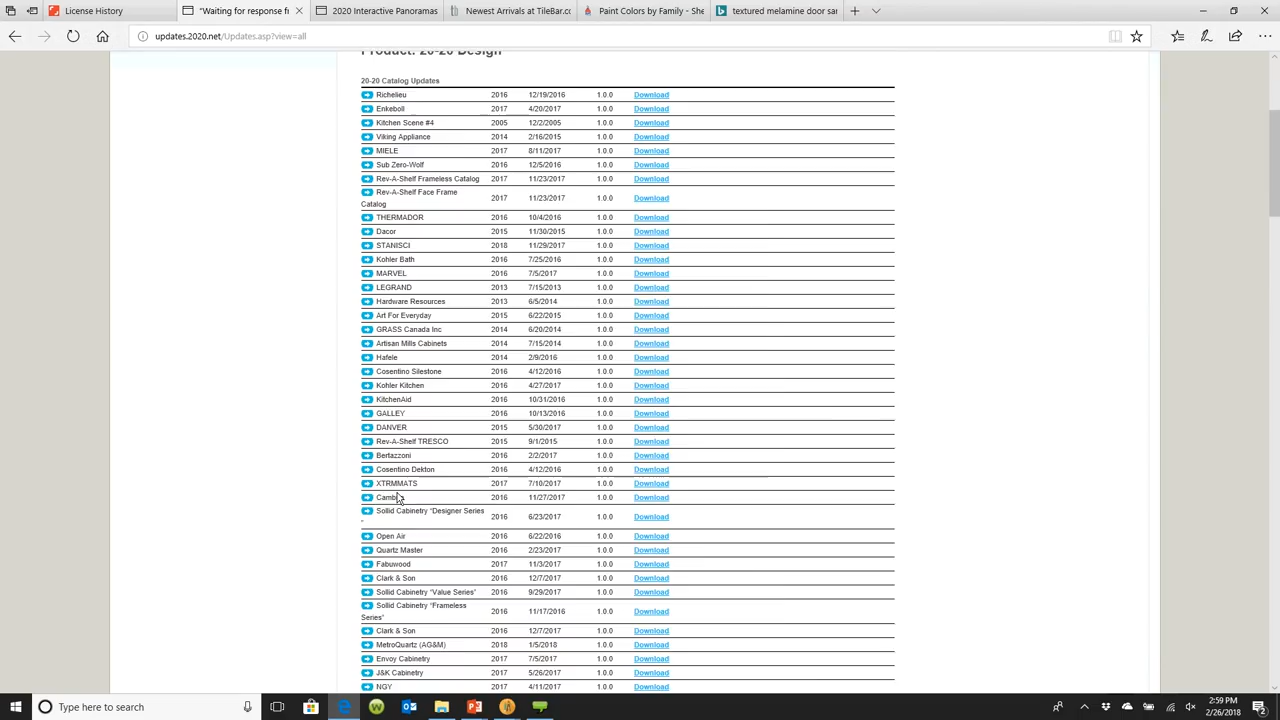 License History
"Waiting for response fr
2020 Interactive Patterns
Newest Arrivals at TileBar.co
Paint Colors by Family - She
textured melamine door sar
updates.2020.net/Updates.asp?view=all
Product: 20-20 Design
20-20 Catalog Updates
Richelieu 2016 12/19/2016 1.0.0 Download
Enkeboll 2017 4/20/2017 1.0.0 Download
Kitchen Scene #4 2005 12/2/2005 1.0.0 Download
Viking Appliance 2014 2/16/2015 1.0.0 Download
MIELE 2017 8/11/2017 1.0.0 Download
Sub Zero-Wolf 2016 12/5/2016 1.0.0 Download
Rev-A-Shelf Frameless Catalog 2017 11/23/2017 1.0.0 Download
Rev-A-Shelf Face Frame
Catalog 2017 11/23/2017 1.0.0 Download
THERMADOR 2016 10/4/2016 1.0.0 Download
Dacor 2015 11/30/2015 1.0.0 Download
STANISCI 2018 11/29/2017 1.0.0 Download
Kohler Bath 2016 7/25/2016 1.0.0 Download
MARVEL 2016 7/5/2017 1.0.0 Download
LEGRAND 2013 7/15/2013 1.0.0 Download
Hardware Resources 2013 6/5/2014 1.0.0 Download
Art For Everyday 2015 6/22/2015 1.0.0 Download
GRASS Canada Inc 2014 6/20/2014 1.0.0 Download
Artisan Mills Cabinets 2014 7/15/2014 1.0.0 Download
Hafele 2014 2/9/2016 1.0.0 Download
Cosentino Silestone 2016 4/12/2016 1.0.0 Download
Kohler Kitchen 2016 4/27/2017 1.0.0 Download
KitchenAid 2016 10/31/2016 1.0.0 Download
GALLEY 2016 10/13/2016 1.0.0 Download
DANVER 2015 5/30/2017 1.0.0 Download
Rev-A-Shelf TRESCO 2015 9/1/2015 1.0.0 Download
Bertazzoni 2016 2/2/2017 1.0.0 Download
Cosentino Dekton 2016 4/12/2016 1.0.0 Download
XTRMMATS 2017 7/10/2017 1.0.0 Download
2016 11/27/2017 1.0.0 Download
Sollid Cabinetry "Designer Series
" 2016 6/23/2017 1.0.0 Download
Open Air 2016 6/22/2016 1.0.0 Download
Quartz Master 2016 2/23/2017 1.0.0 Download
Fabuwood 2017 11/3/2017 1.0.0 Download
Clark & Son 2016 12/7/2017 1.0.0 Download
Sollid Cabinetry "Value Series" 2016 9/29/2017 1.0.0 Download
Sollid Cabinetry "Frameless
Series" 2016 11/17/2016 1.0.0 Download
Clark & Son 2016 12/7/2017 1.0.0 Download
MetroQuartz (AG&M) 2018 1/5/2018 1.0.0 Download
Envoy Cabinetry 2017 7/5/2017 1.0.0 Download
J&K Cabinetry 2017 5/26/2017 1.0.0 Download
NGY 2017 4/11/2017 1.0.0 Download
Type here to search
2:59 PM
2/26/2018